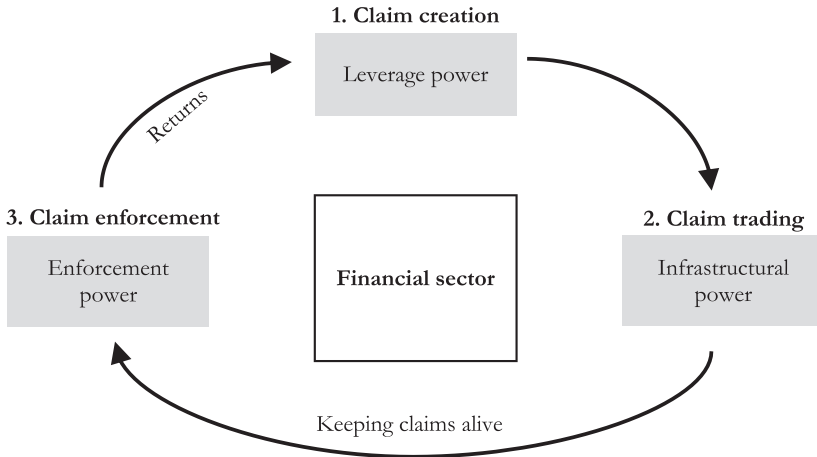 1. Claim creation
Leverage power
Returns
3. Claim enforcement
Enforcement
power
Financial sector
2. Claim trading
Infrastructural
power
Keeping claims alive